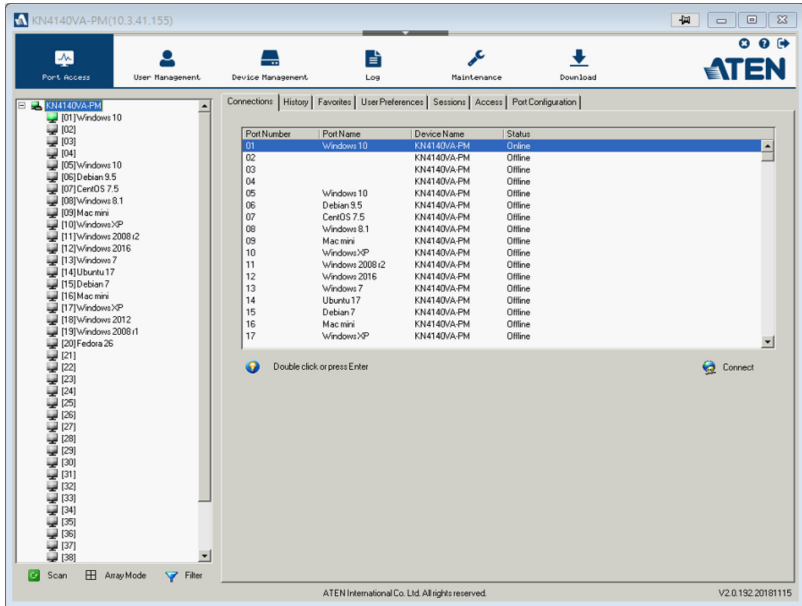 KN4140VA-PM(10.3.41.155)
Port Access User Management Device Management Log Maintenance Download
ATEN
KN4140VA-PM
[01]Windows 10
[02]
[03]
[04]
[05]Windows 10
[06]Debian 9.5
[07]CentOS 7.5
[08]Windows 8.1
[09]Mac mini
[10]Windows XP
[11]Windows 2008 r2
[12]Windows 2016
[13]Windows 7
[14]Ubuntu 17
[15]Debian 7
[16]Mac mini
[17]Windows XP
[18]Windows 2012
[19]Windows 2008 r1
[20]Fedora 26
[21]
[22]
[23]
[24]
[25]
[26]
[27]
[28]
[29]
[30]
[31]
[32]
[33]
[34]
[35]
[36]
[37]
[38]
Scan Array Mode Filter
Connections History Favorites User Preferences Sessions Access Port Configuration
Port Number Port Name Device Name Status
01 Windows 10 KN4140VA-PM Online
02 KN4140VA-PM Offline
03 KN4140VA-PM Offline
04 KN4140VA-PM Offline
05 Windows 10 KN4140VA-PM Offline
06 Debian 9.5 KN4140VA-PM Offline
07 CentOS 7.5 KN4140VA-PM Offline
08 Windows 8.1 KN4140VA-PM Offline
09 Mac mini KN4140VA-PM Offline
10 Windows XP KN4140VA-PM Offline
11 Windows 2008 r2 KN4140VA-PM Offline
12 Windows 2016 KN4140VA-PM Offline
13 Windows 7 KN4140VA-PM Offline
14 Ubuntu 17 KN4140VA-PM Offline
15 Debian 7 KN4140VA-PM Offline
16 Mac mini KN4140VA-PM Offline
17 Windows XP KN4140VA-PM Offline
Double click or press Enter
Connect
ATEN International Co. Ltd. All rights reserved.
V2.0.192.20181115